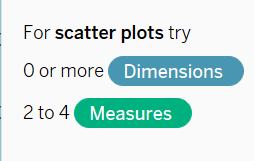 For scatter plots try
0 or more Dimensions
2 to 4 Measures